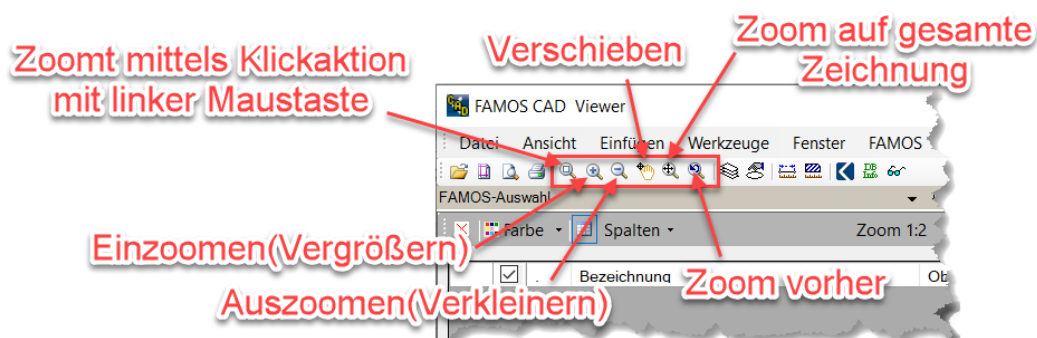 Zoomt mittels Klickaktion
mit linker Maustaste
Verschieben
Zoom auf gesamte
Zeichnung
FAMOS CAD Viewer
Datei Ansicht Einfügen Werkzeuge Fenster FAMOS
FAMOS-Auswahl
Farbe Spalten Zoom 1:2
Einzoomen(Vergrößern)
. Bezeichnung Ob
Zoom vorher
Auszoomen(Verkleinern)